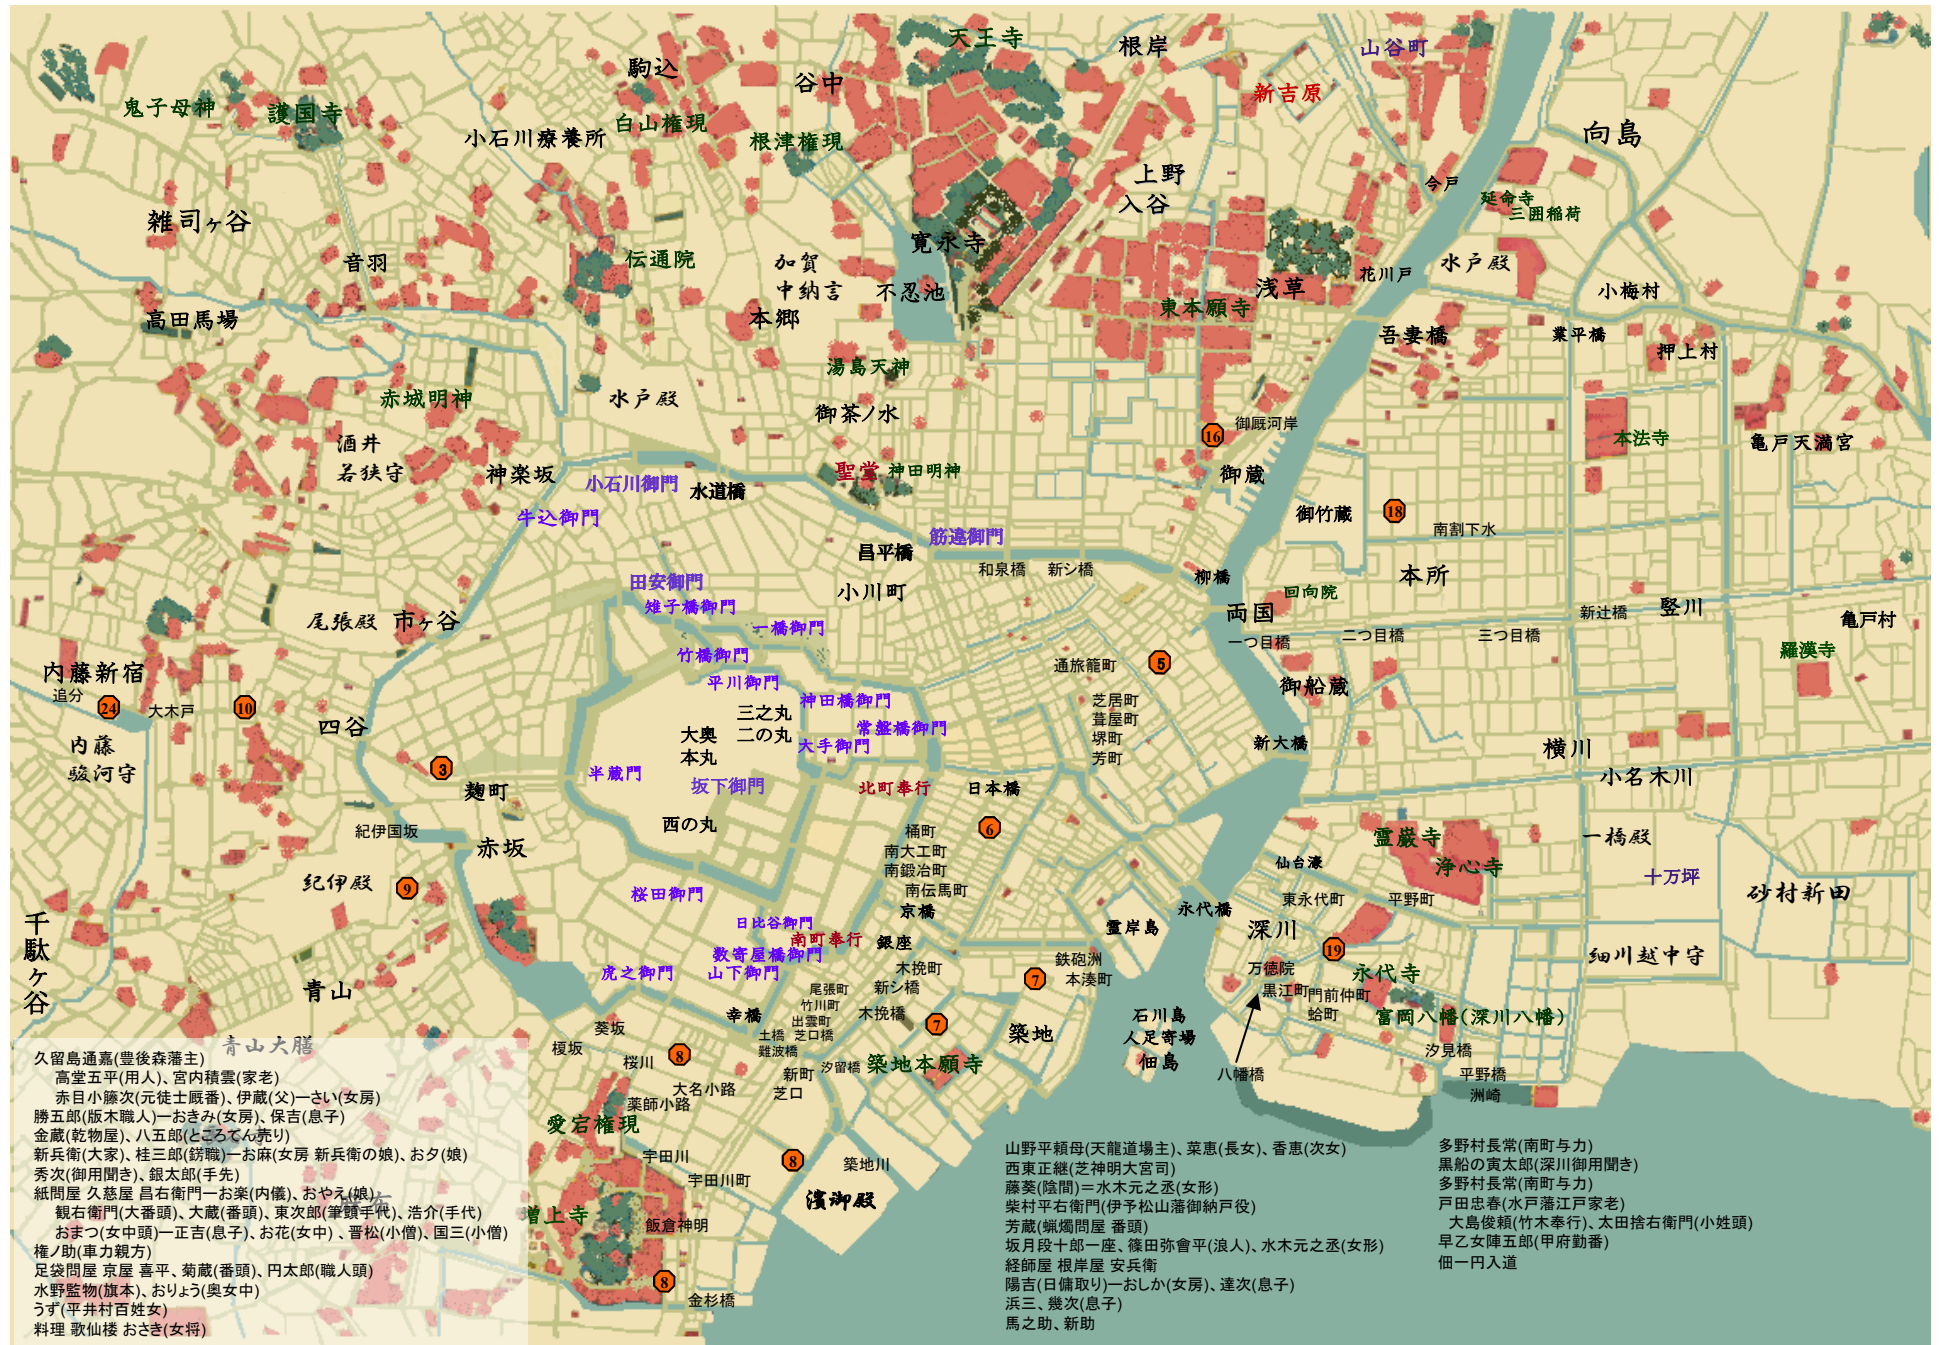 天王寺
根岸
山谷町
駒込
谷中
新吉原
鬼子母神
護国寺
白山権現
向島
小石川療養所
根津権現
上野
今戸
入谷
延命寺
三囲稲荷
雑司ヶ谷
寛永寺
音羽
伝通院
加賀
中納言
不忍池
浅草
花川戸
水戸殿
小梅村
高田馬場
本郷
東本願寺
吾妻橋
業平橋
押上村
湯島天神
赤城明神
水戸殿
御茶ノ水
御厩河岸
16
酒井
若狭守
本法寺
亀戸天満宮
神楽坂
小石川御門
水道橋
聖堂
神田明神
御蔵
牛込御門
御竹蔵
18
南割下水
昌平橋
筋違御門
和泉橋
新シ橋
柳橋
本所
田安御門
小川町
回向院
雉子橋御門
尾張殿
市ヶ谷
一橋御門
両国
新辻橋
竪川
亀戸村
一つ目橋
二つ目橋
三つ目橋
竹橋御門
通旅籠町
5
羅漢寺
内藤新宿
追分
24
大木戸
10
平川御門
神田橋御門
御船蔵
芝居町
葺屋町
堺町
芳町
四谷
三之丸
二の丸
大奥
本丸
常盤橋御門
大手御門
新大橋
横川
内藤
駿河守
3
半蔵門
坂下御門
北町奉行
日本橋
小名木川
麹町
西の丸
6
紀伊国坂
赤坂
桶町
南大工町
南鍛冶町
南伝馬町
京橋
霊巌寺
浄心寺
一橋殿
仙台濠
十万坪
砂村新田
紀伊殿
9
桜田御門
東永代町
平野町
永代橋
千駄ヶ谷
日比谷御門
南町奉行
銀座
霊岸島
深川
19
数寄屋橋御門
虎之御門
山下御門
木挽町
鉄砲洲
本湊町
7
万徳院
永代寺
細川越中守
青山
尾張町
竹川町
出雲町
芝口橋
新シ橋
木挽橋
黒江町
門前仲町
蛤町
富岡八幡(深川八幡)
葵坂
幸橋
土橋
難波橋
7
築地
石川島
人足寄場
佃島
青山大膳
榎坂
桜川
8
汐留橋
築地本願寺
汐見橋
八幡橋
平野橋
洲崎
大名小路
新町
芝口
薬師小路
愛宕権現
宇田川
8
築地川
宇田川町
濱御殿
増上寺
飯倉神明
8
金杉橋
久留島通嘉(豊後森藩主)
高堂五平(用人)、宮内積雲(家老)
赤目小籐次(元徒士厩番)、伊蔵(父)―さい(女房)
勝五郎(版木職人)―おきみ(女房)、保吉(息子)
金蔵(乾物屋)、八五郎(ところてん売り)
新兵衛(大家)、桂三郎(錺職)―お麻(女房 新兵衛の娘)、お夕(娘)
秀次(御用聞き)、銀太郎(手先)
紙問屋 久慈屋 昌右衛門―お楽(内儀)、おやえ(娘)
観右衛門(大番頭)、大蔵(番頭)、東次郎(筆頭手代)、浩介(手代)
おまつ(女中頭)―正吉(息子)、お花(女中)、晋松(小僧)、国三(小僧)
権ノ助(車力親方)
足袋問屋 京屋 喜平、菊蔵(番頭)、円太郎(職人頭)
水野監物(旗本)、おりょう(奥女中)
うず(平井村百姓女)
料理 歌仙楼 おさき(女将)
山野平頼母(天龍道場主)、菜恵(長女)、香恵(次女)
西東正継(芝神明大宮司)
藤葵(陰間)＝水木元之丞(女形)
柴村平右衛門(伊予松山藩御納戸役)
芳蔵(蝋燭問屋 番頭)
坂月段十郎一座、篠田弥曾平(浪人)、水木元之丞(女形)
経師屋 根岸屋 安兵衛
陽吉(日傭取り)―おしか(女房)、達次(息子)
浜三、幾次(息子)
馬之助、新助
多野村長常(南町与力)
黒船の寅太郎(深川御用聞き)
多野村長常(南町与力)
戸田忠春(水戸藩江戸家老)
大島俊頼(竹木奉行)、太田捨右衛門(小姓頭)
早乙女陣五郎(甲府勤番)
佃一円入道